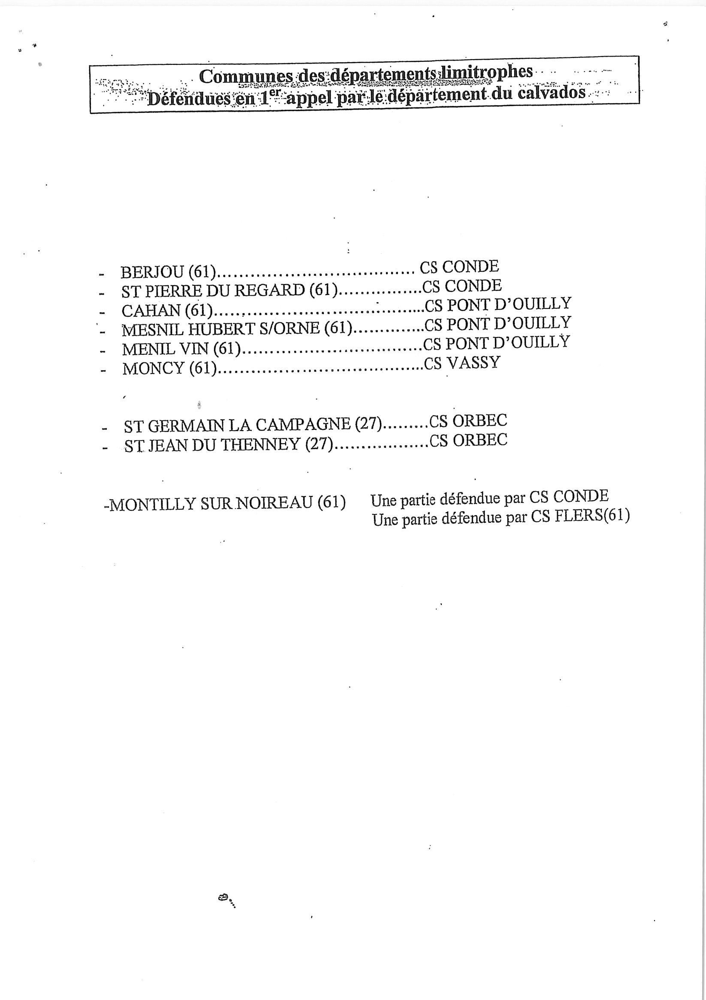 Communes des départements limitrophes
Défendues en 1er appel par le département du calvados
- BERJOU (61)..................................... CS CONDE
- ST PIERRE DU REGARD (61)................CS CONDE
- CAHAN (61).......................................CS PONT D'OUILLY
- MESNIL HUBERT S/ORNE (61).............CS PONT D'OUILLY
- MENIL VIN (61)..................................CS PONT D'OUILLY
- MONCY (61)......................................CS VASSY
- ST GERMAIN LA CAMPAGNE (27).........CS ORBEC
- ST JEAN DU THENNEY (27)..................CS ORBEC
-MONTILLY SUR NOIREAU (61) Une partie défendue par CS CONDE
Une partie défendue par CS FLERS(61)